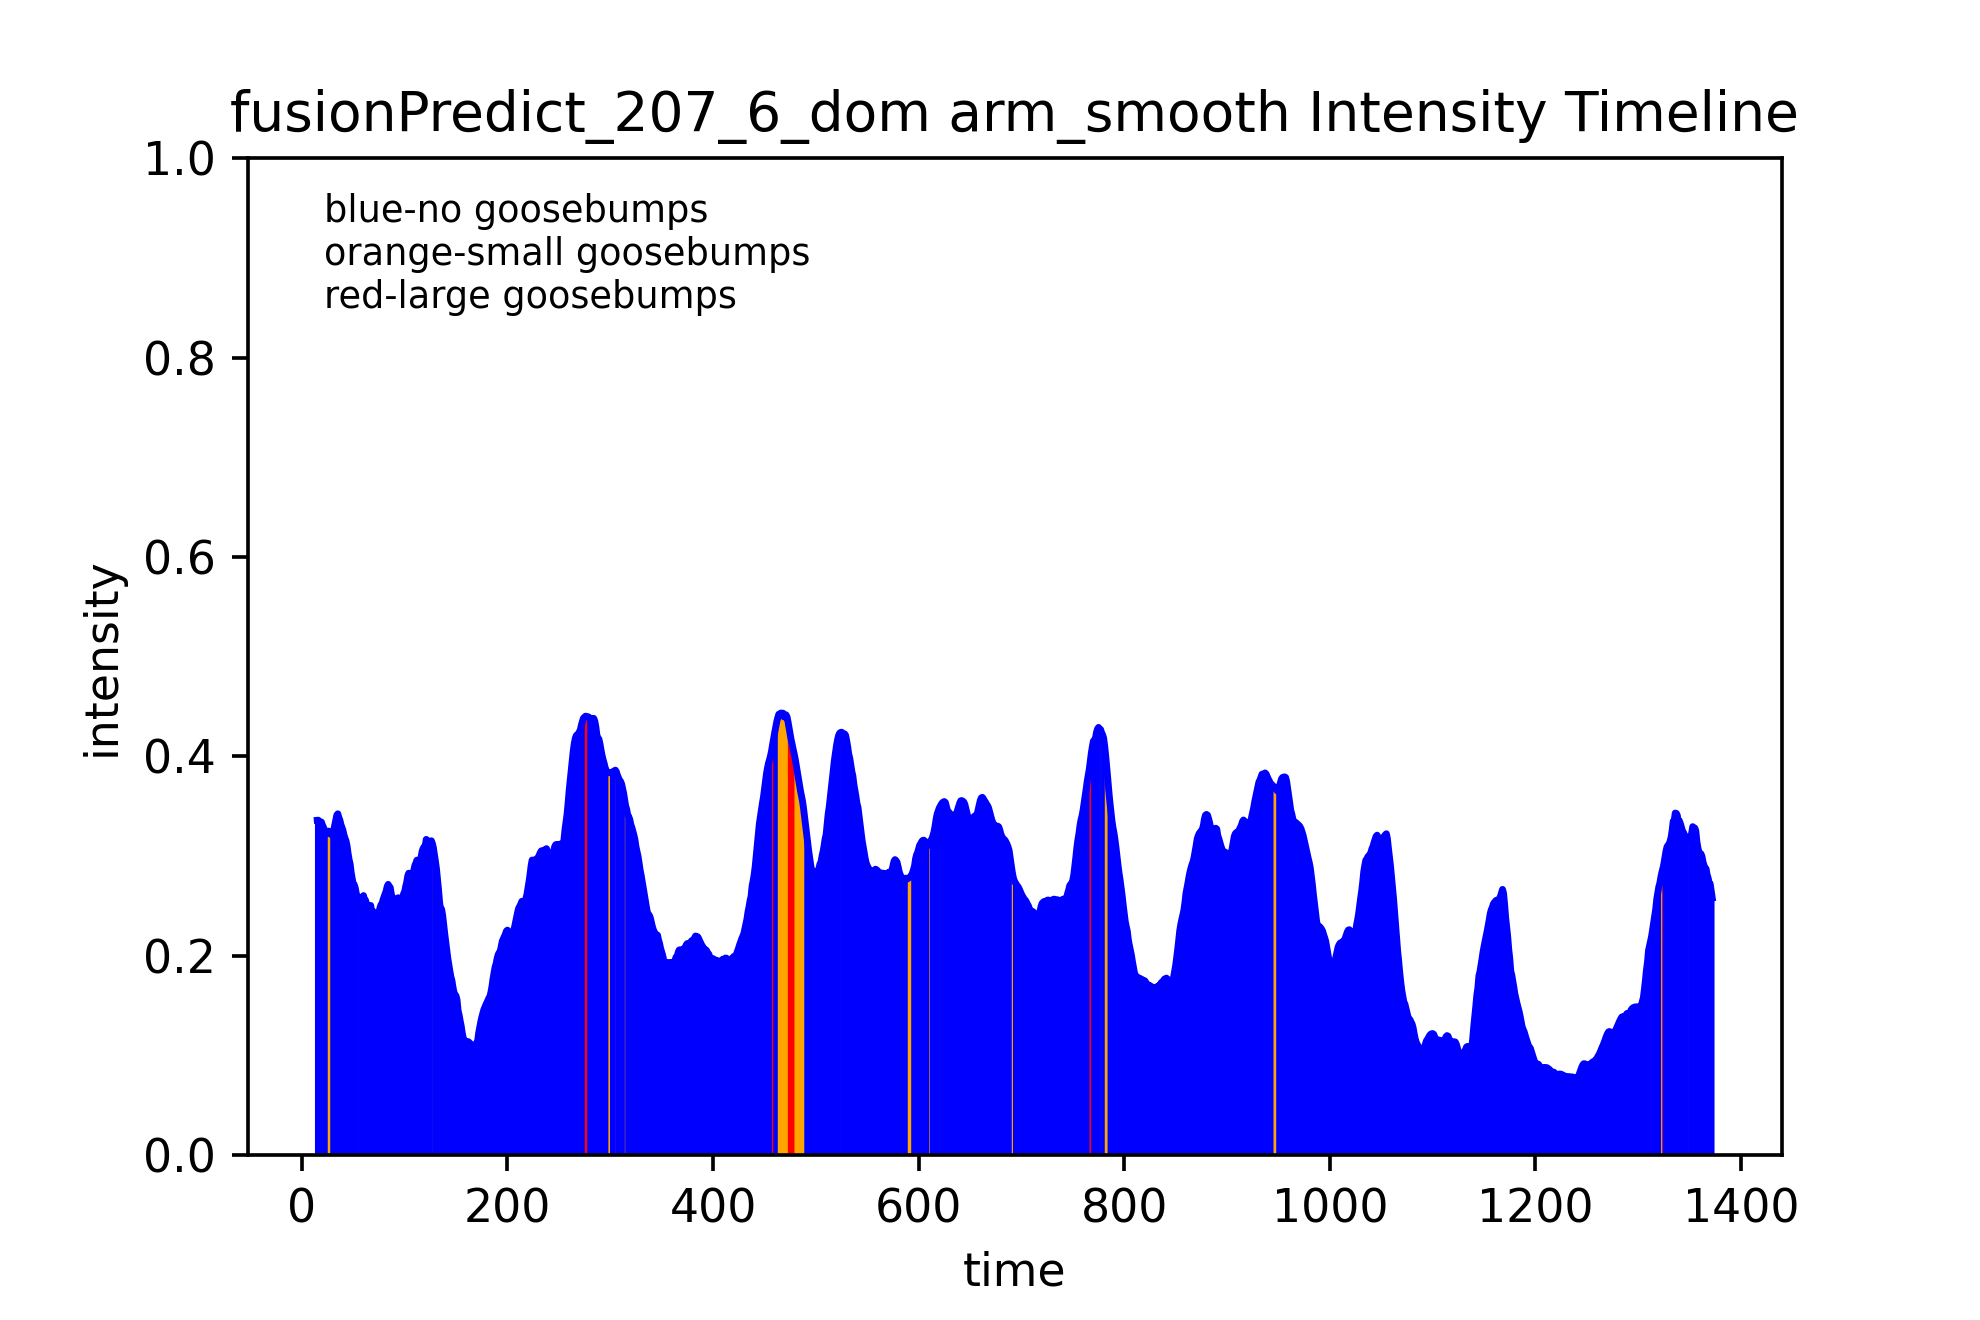 fusionPredict_207_6_dom arm_smooth Intensity Timeline
1.0
blue-no goosebumps
orange-small goosebumps
red-large goosebumps
0.8
0.6
intensity
0.4
0.2
0.0
0 200 400 600 800 1000 1200 1400
time